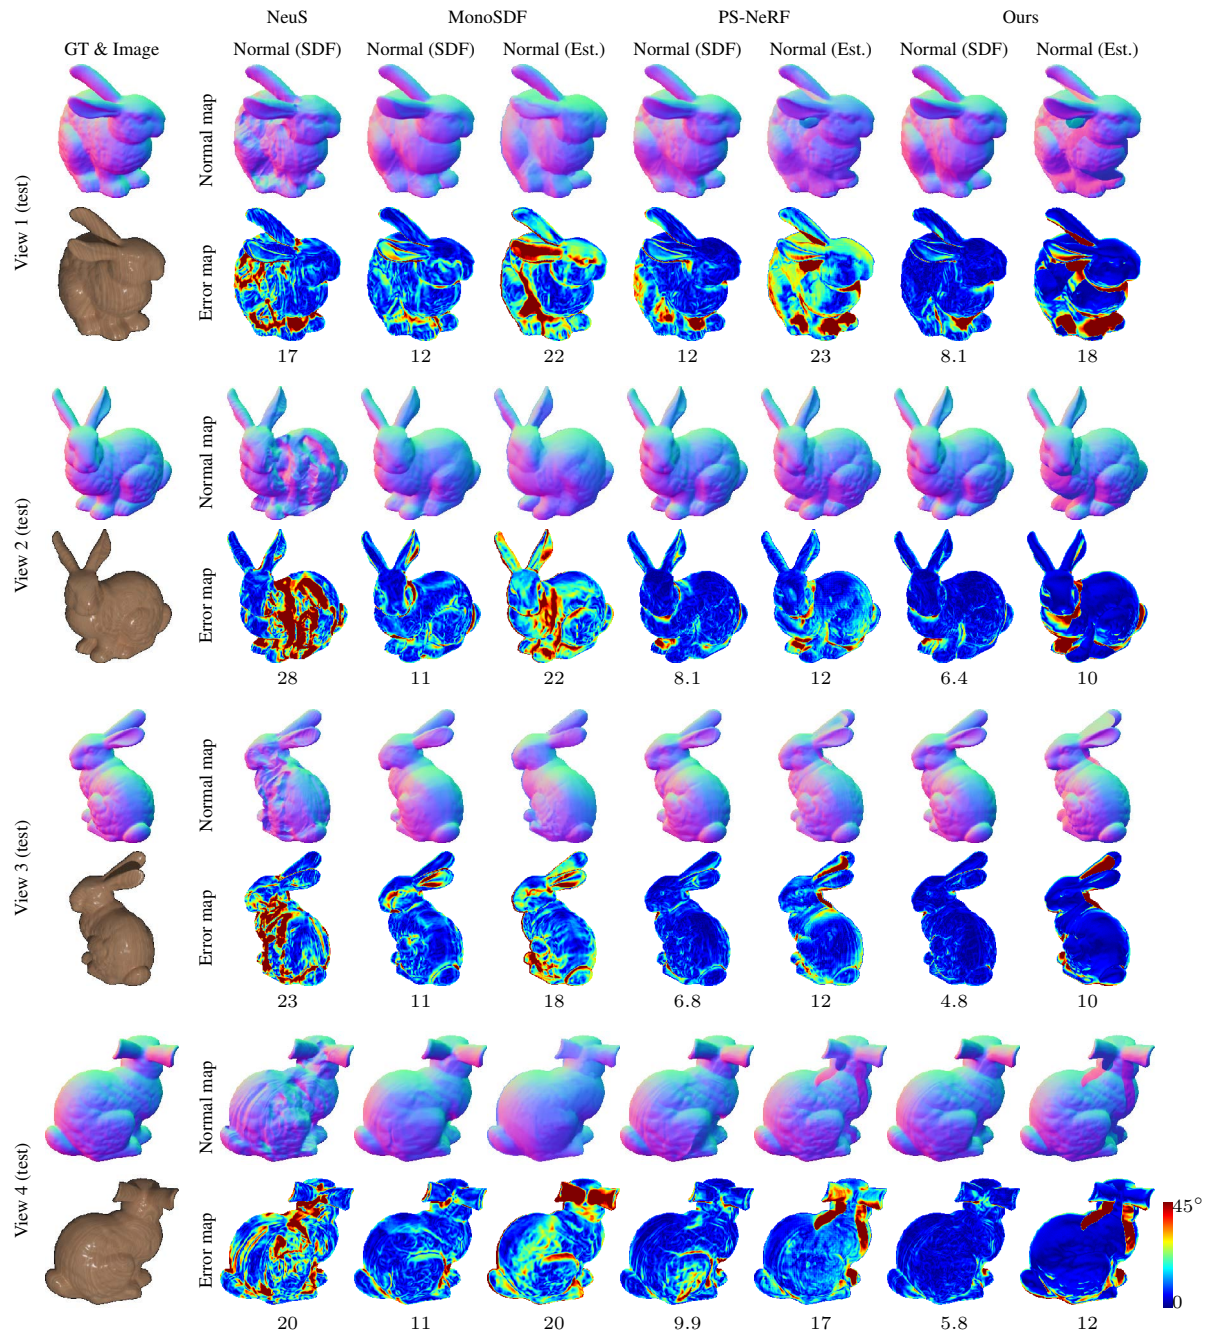 NeuS MonoSDF PS-NeRF Ours
GT & Image Normal (SDF) Normal (SDF) Normal (Est.) Normal (SDF) Normal (Est.) Normal (SDF) Normal (Est.)
View 1 (test)
Normal map
Error map
17 12 22 12 23 8.1 18
View 2 (test)
Normal map
Error map
28 11 22 8.1 12 6.4 10
View 3 (test)
Normal map
Error map
23 11 18 6.8 12 4.8 10
View 4 (test)
Normal map
Error map
45°
0
20 11 20 9.9 17 5.8 12